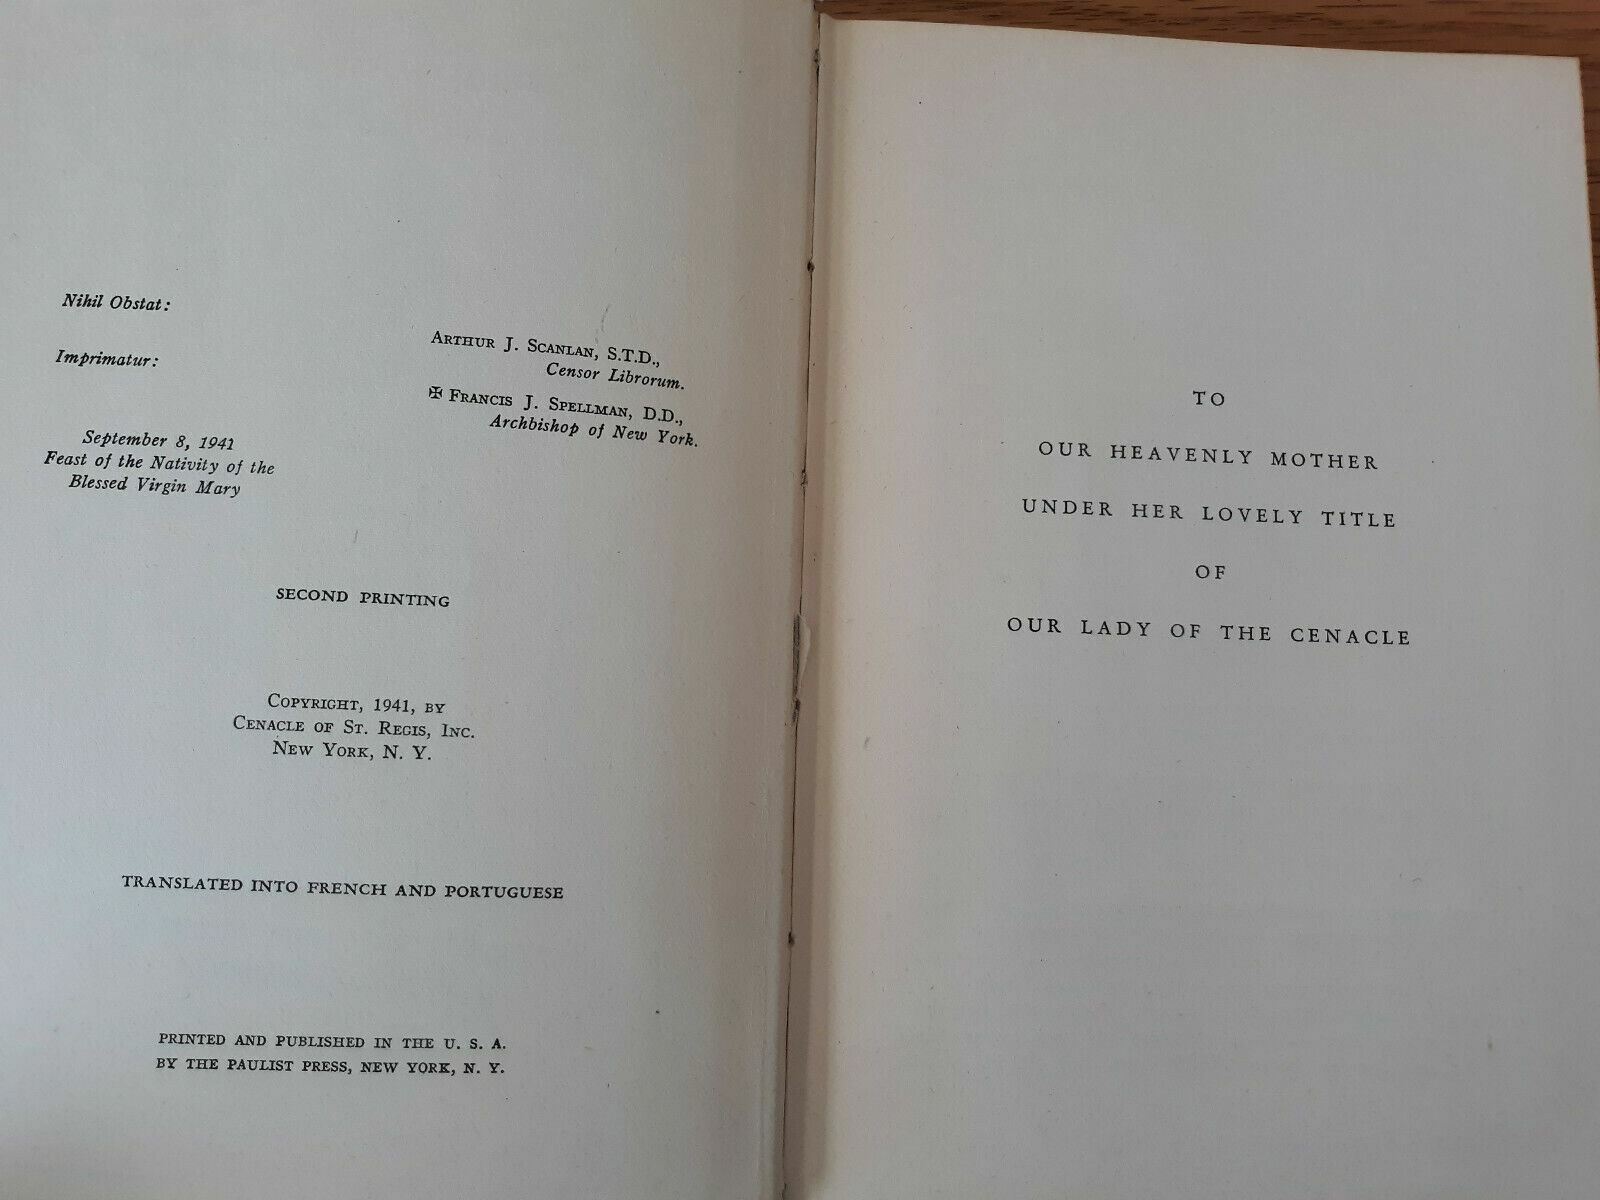 Nihil Obstat:
ARTHUR J. SCANLAN, S.T.D.,
Censor Librorum.
Imprimatur:
✠ FRANCIS J. SPELLMAN, D.D.,
Archbishop of New York.
September 8, 1941
Feast of the Nativity of the
Blessed Virgin Mary
SECOND PRINTING
COPYRIGHT, 1941, BY
CENACLE OF ST. REGIS, INC.
NEW YORK, N. Y.
TRANSLATED INTO FRENCH AND PORTUGUESE
PRINTED AND PUBLISHED IN THE U. S. A.
BY THE PAULIST PRESS, NEW YORK, N. Y.
TO
OUR HEAVENLY MOTHER
UNDER HER LOVELY TITLE
OF
OUR LADY OF THE CENACLE